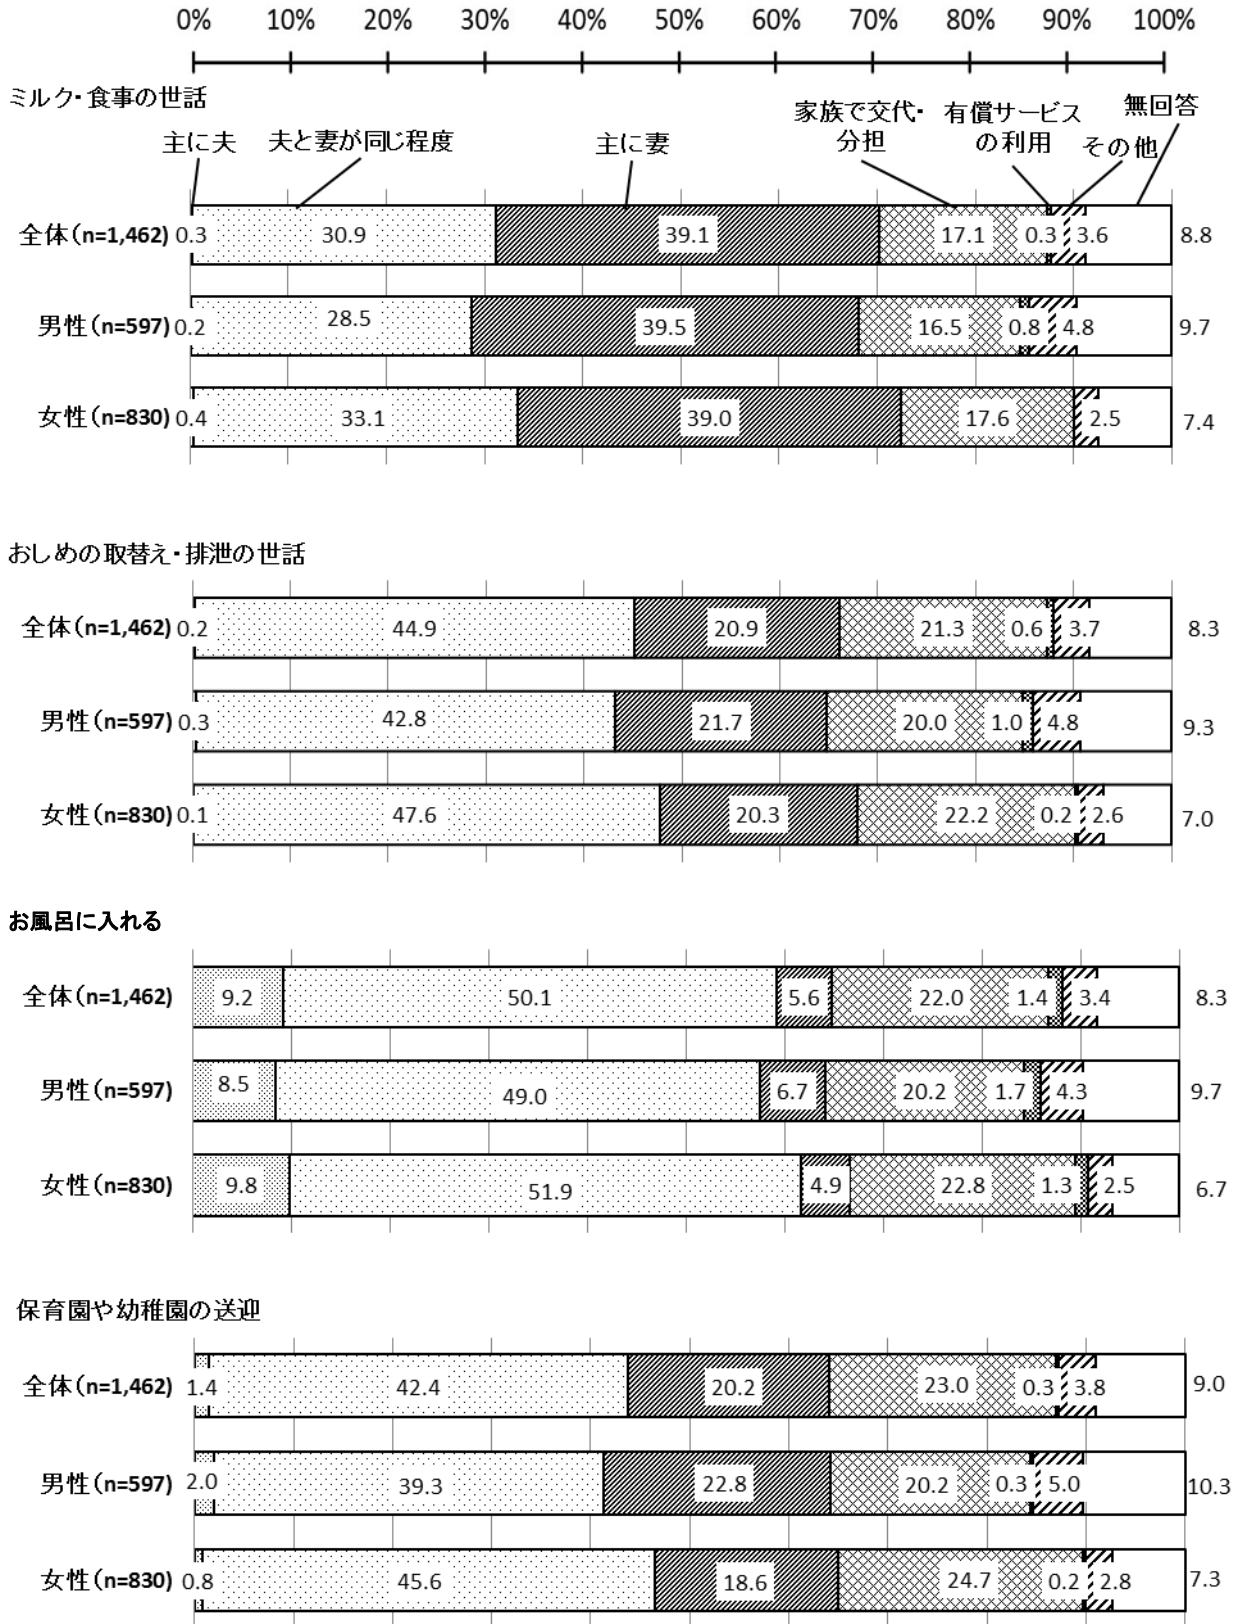 0% 10% 20% 30% 40% 50% 60% 70% 80% 90% 100%
ミルク・食事の世話
主に夫 夫と妻が同じ程度 主に妻 家族で交代・分担 有償サービスの利用 その他 無回答
全体(n=1,462) 0.3 30.9 39.1 17.1 0.3 3.6 8.8
男性(n=597) 0.2 28.5 39.5 16.5 0.8 4.8 9.7
女性(n=830) 0.4 33.1 39.0 17.6 2.5 7.4
おしめの取替え・排泄の世話
全体(n=1,462) 0.2 44.9 20.9 21.3 0.6 3.7 8.3
男性(n=597) 0.3 42.8 21.7 20.0 1.0 4.8 9.3
女性(n=830) 0.1 47.6 20.3 22.2 0.2 2.6 7.0
お風呂に入れる
全体(n=1,462) 9.2 50.1 5.6 22.0 1.4 3.4 8.3
男性(n=597) 8.5 49.0 6.7 20.2 1.7 4.3 9.7
女性(n=830) 9.8 51.9 4.9 22.8 1.3 2.5 6.7
保育園や幼稚園の送迎
全体(n=1,462) 1.4 42.4 20.2 23.0 0.3 3.8 9.0
男性(n=597) 2.0 39.3 22.8 20.2 0.3 5.0 10.3
女性(n=830) 0.8 45.6 18.6 24.7 0.2 2.8 7.3